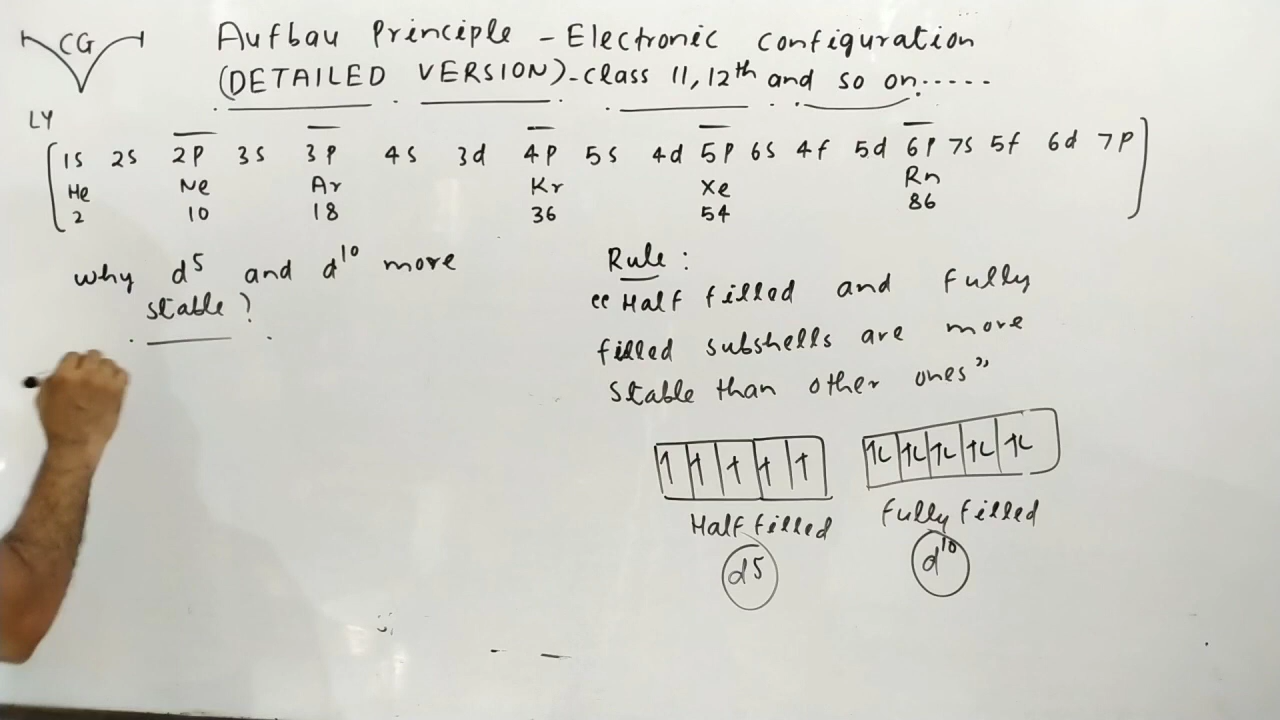 CG
Aufbau Principle - Electronic configuration
(DETAILED VERSION) - Class 11, 12th and so on.....
LY
1s 2s 2p 3s 3p 4s 3d 4p 5s 4d 5p 6s 4f 5d 6p 7s 5f 6d 7p
He Ne Ar Kr Xe Rn
2 10 18 36 54 86
why d5 and d10 more
stable?
Rule:
"Half filled and fully
filled subshells are more
stable than other ones"
Half filled
Fully filled
d5
d10